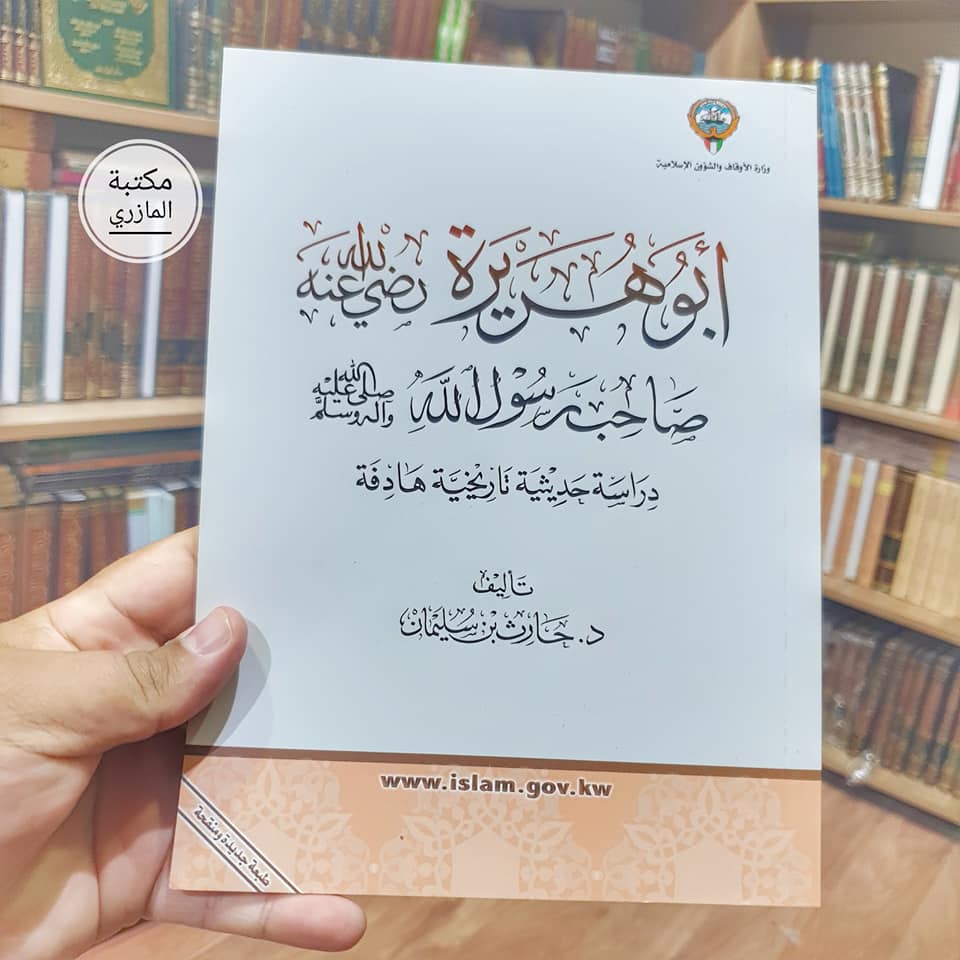 مكتبة
المازري
وزارة الأوقاف والشؤون الإسلامية
أبو هريرة رضي الله عنه
صاحب رسول الله صلى الله عليه وآله وسلم
دراسة حديثية تاريخية هادفة
تأليف
د. حارث بن سليمان
www.islam.gov.kw
طبعة جديدة ومنقحة